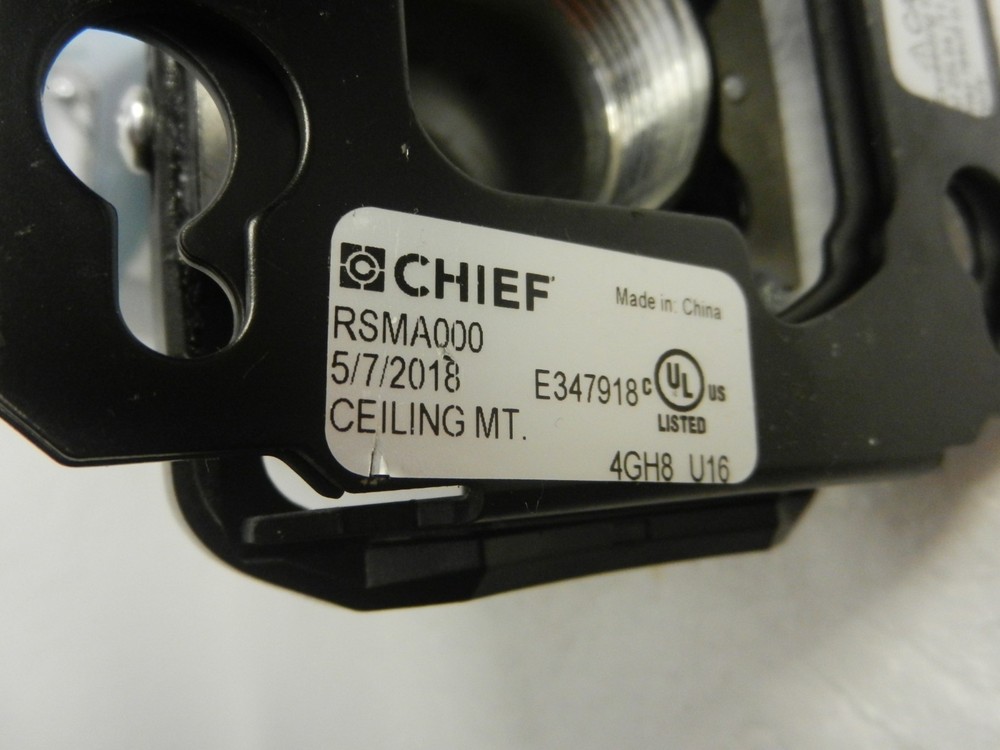 CHIEF
Made in: China
RSMA000
5/7/2018
E347918
C UL US
LISTED
CEILING MT.
4GH8 U16